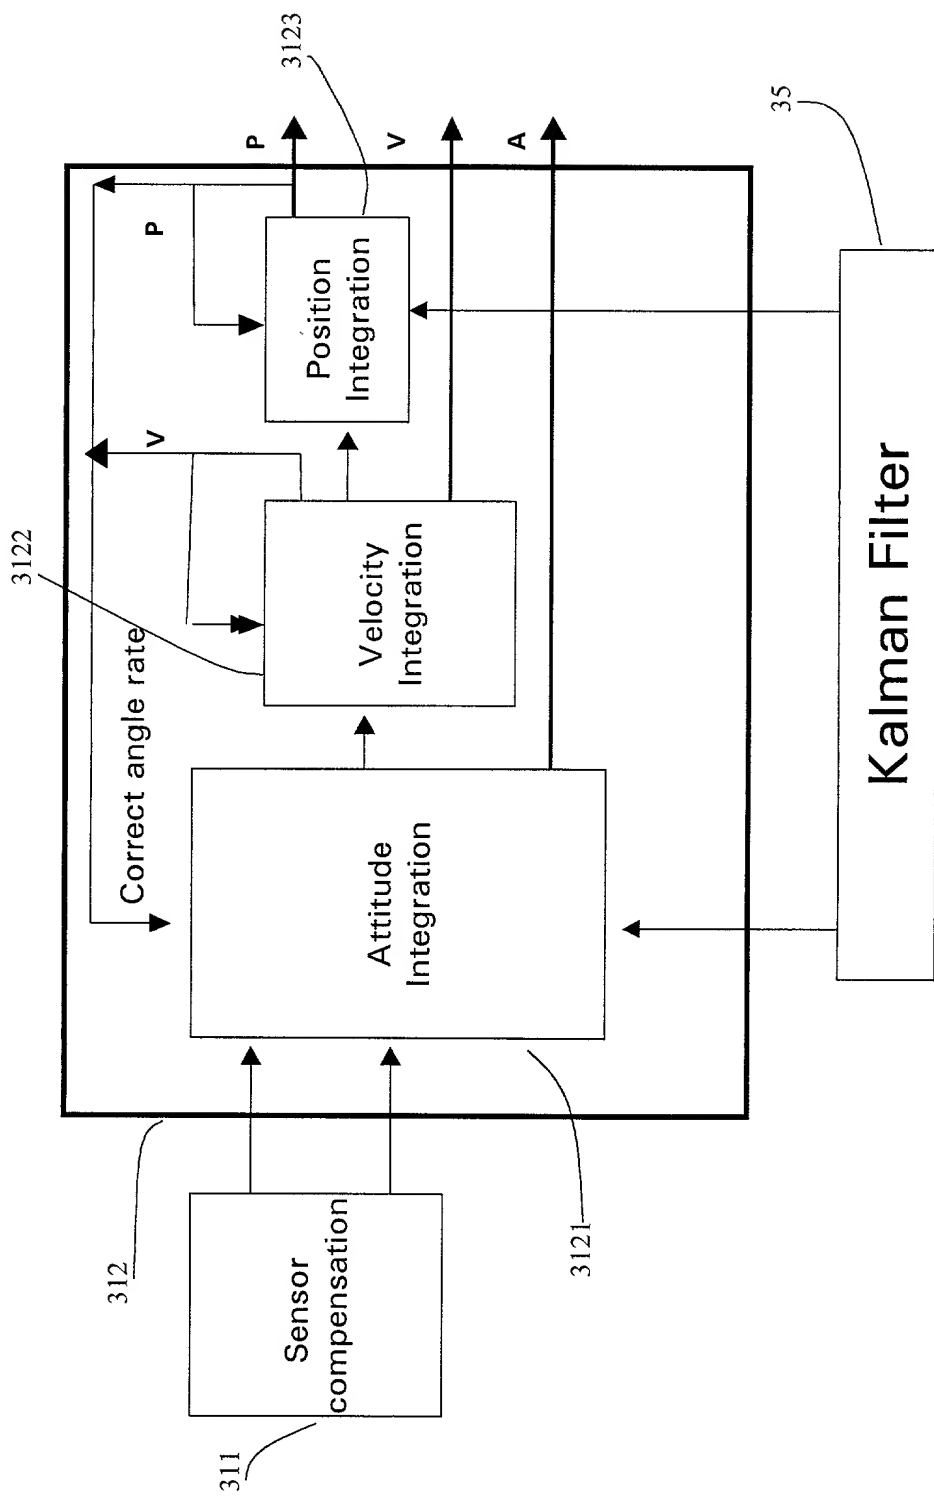 311
Sensor
compensation
312
3121
Attitude
Integration
Correct angle rate
3122
Velocity
Integration
V
Position
Integration
P
3123
P
V
A
35
Kalman Filter